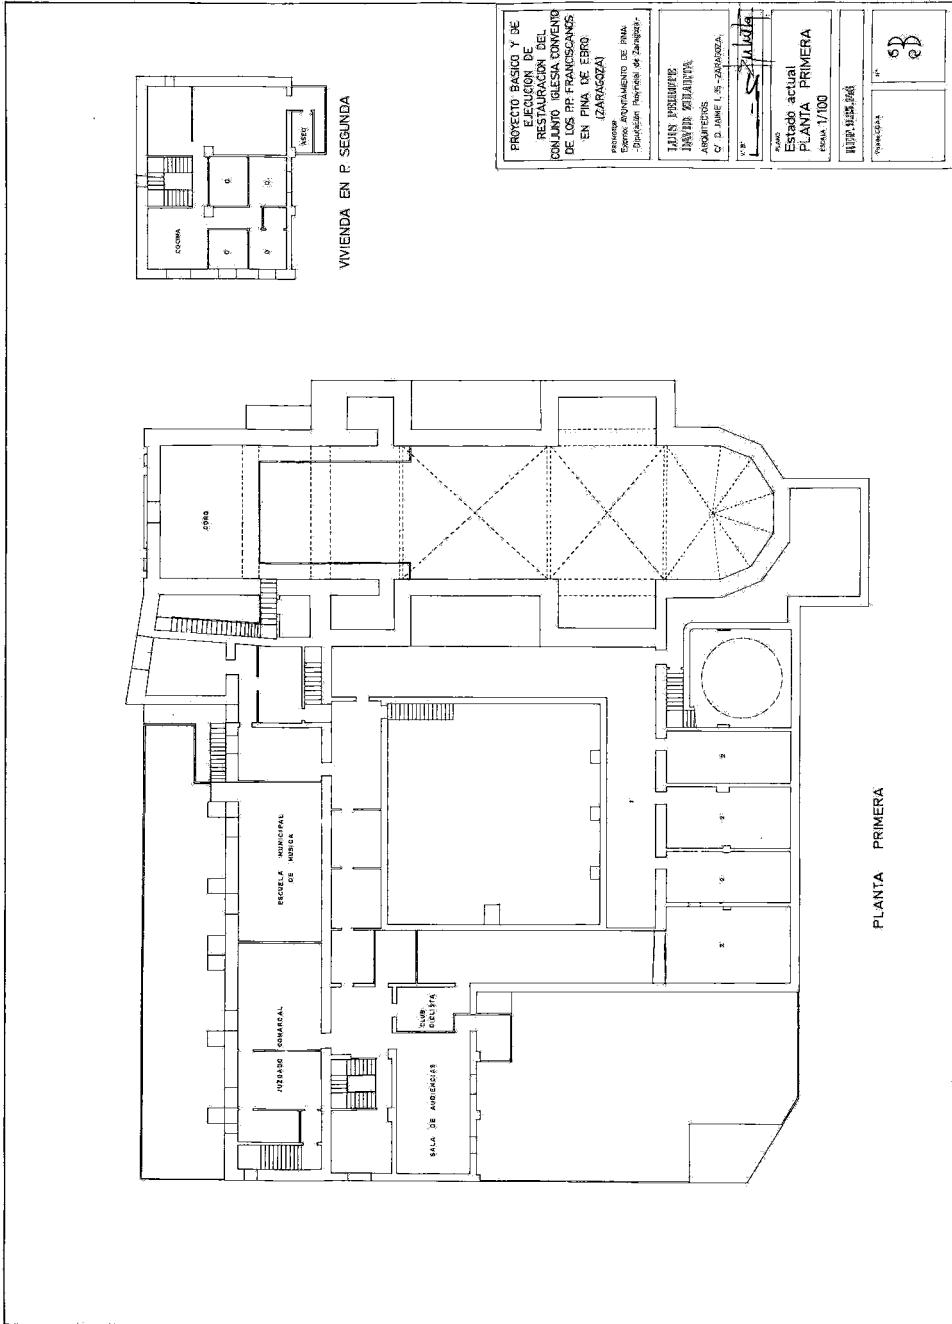 PROYECTO BASICO Y DE
EJECUCION DE
RESTAURACION DEL
CONJUNTO IGLESIA CONVENTO
DE LOS P.P. FRANCISCANOS
EN PINA DE EBRO
(ZARAGOZA)
PROMOTOR
Excmo. AYUNTAMIENTO DE PINA.
-Diputación Provincial de Zaragoza-
LUIS PERIBOTE
ARQUITECTOS
C/ D. JAIME I, 35 - ZARAGOZA.
V.B.
PLANO
Estado actual
PLANTA PRIMERA
ESCALA 1/100
Nº
VIVIENDA EN P. SEGUNDA
ASEO
COCINA
CORO
ESCUELA MUNICIPAL
DE MUSICA
JUZGADO COMARCAL
CLUB
CICLISTA
SALA DE AUDIENCIAS
PLANTA PRIMERA